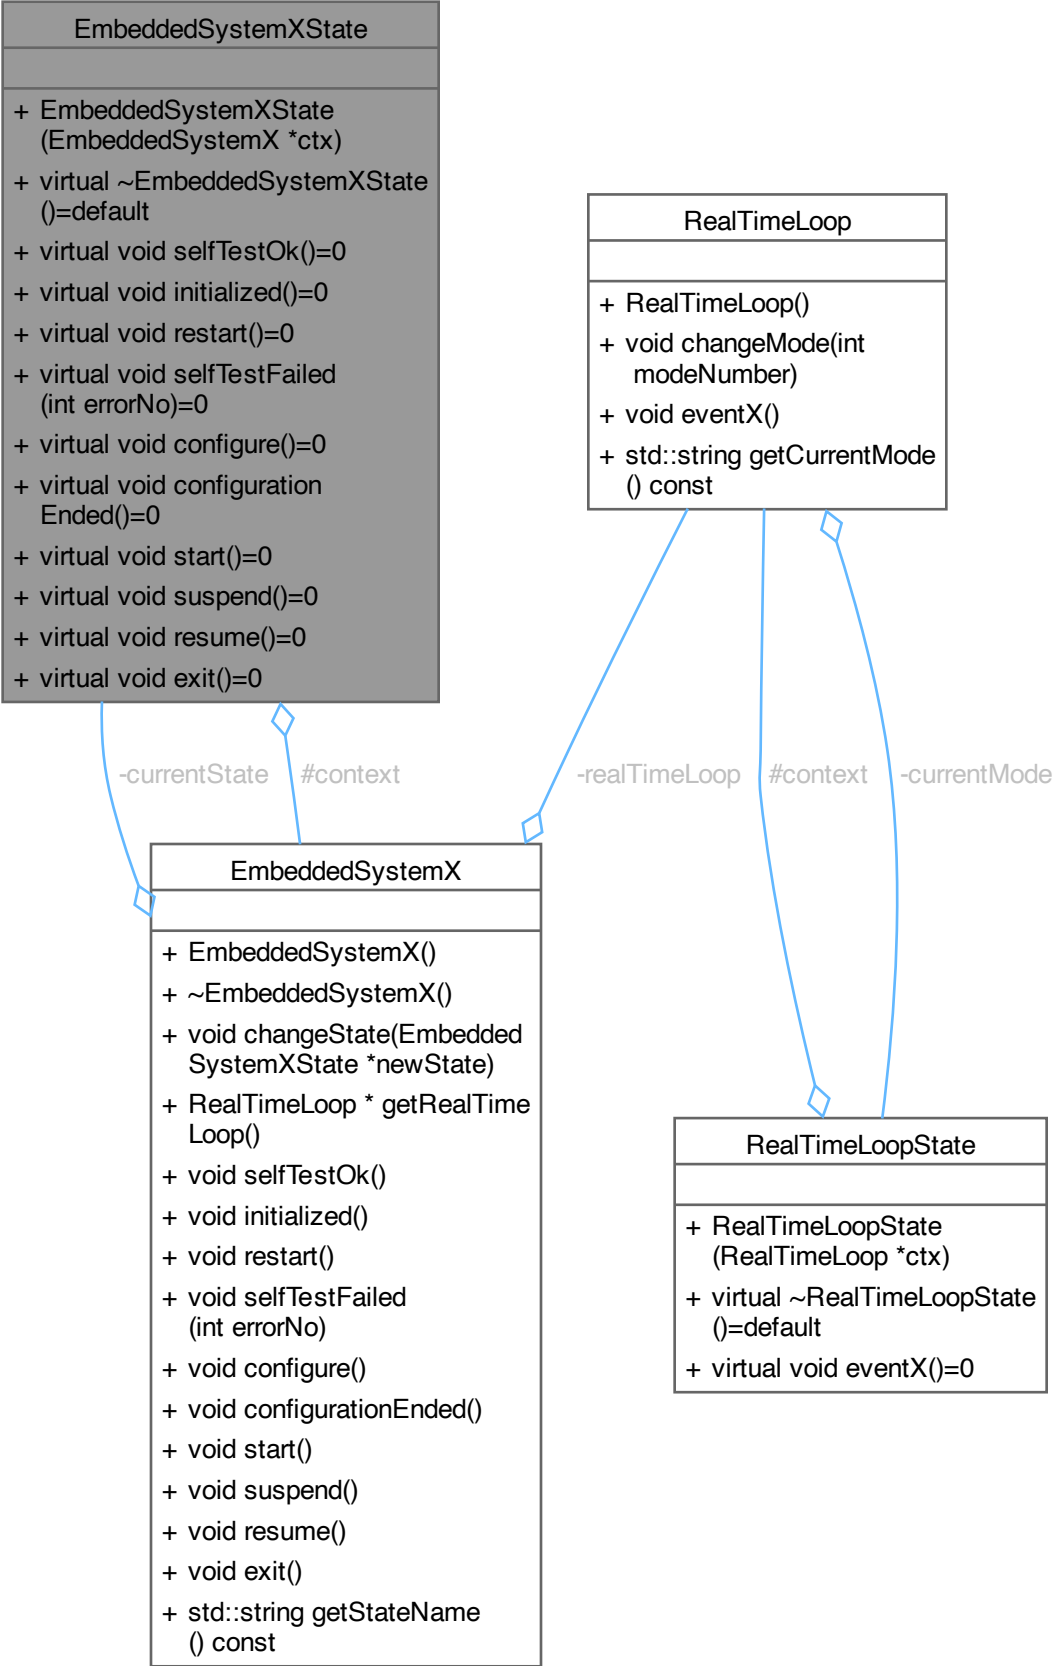 EmbeddedSystemXState
+ EmbeddedSystemXState
(EmbeddedSystemX *ctx)
+ virtual ~EmbeddedSystemXState
()=default
+ virtual void selfTestOk()=0
+ virtual void initialized()=0
+ virtual void restart()=0
+ virtual void selfTestFailed
(int errorNo)=0
+ virtual void configure()=0
+ virtual void configuration
Ended()=0
+ virtual void start()=0
+ virtual void suspend()=0
+ virtual void resume()=0
+ virtual void exit()=0
RealTimeLoop
+ RealTimeLoop()
+ void changeMode(int
modeNumber)
+ void eventX()
+ std::string getCurrentMode
() const
-currentState
#context
-realTimeLoop
#context
-currentMode
EmbeddedSystemX
+ EmbeddedSystemX()
+ ~EmbeddedSystemX()
+ void changeState(Embedded
SystemXState *newState)
+ RealTimeLoop * getRealTime
Loop()
+ void selfTestOk()
+ void initialized()
+ void restart()
+ void selfTestFailed
(int errorNo)
+ void configure()
+ void configurationEnded()
+ void start()
+ void suspend()
+ void resume()
+ void exit()
+ std::string getStateName
() const
RealTimeLoopState
+ RealTimeLoopState
(RealTimeLoop *ctx)
+ virtual ~RealTimeLoopState
()=default
+ virtual void eventX()=0